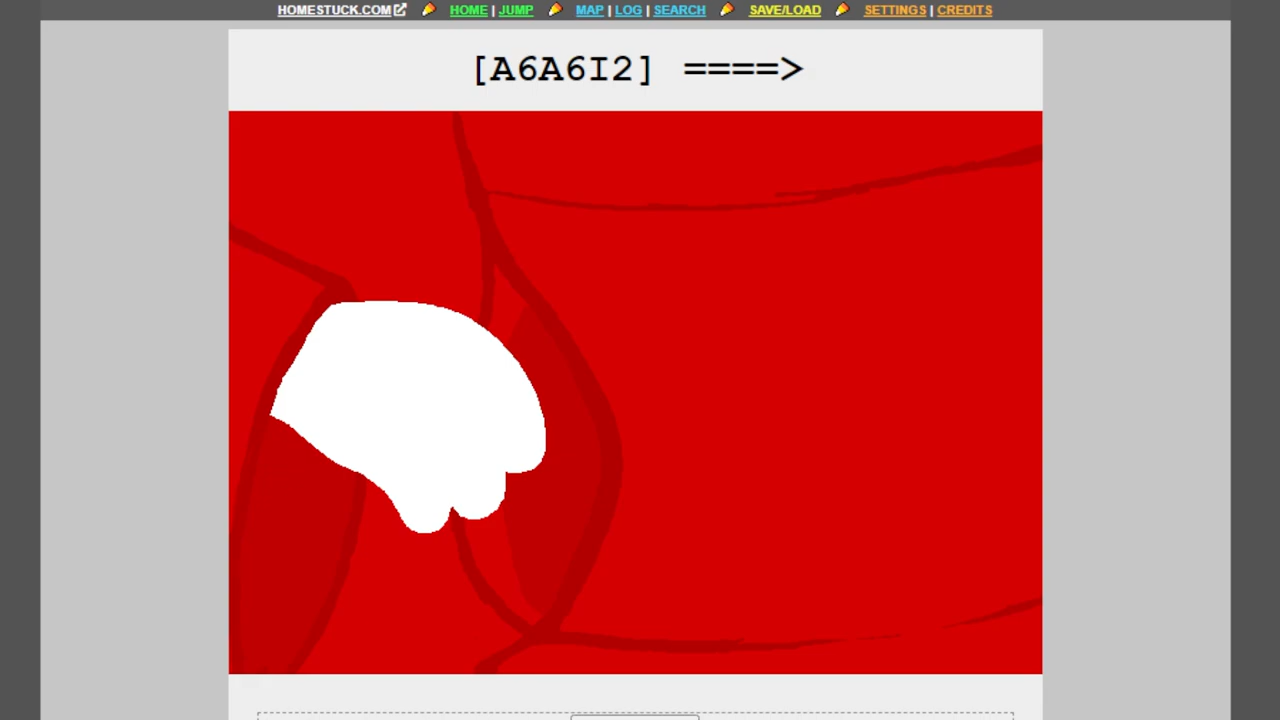 HOMESTUCK.COM HOME | JUMP MAP | LOG | SEARCH SAVE/LOAD SETTINGS | CREDITS
[A6A6I2] ====>